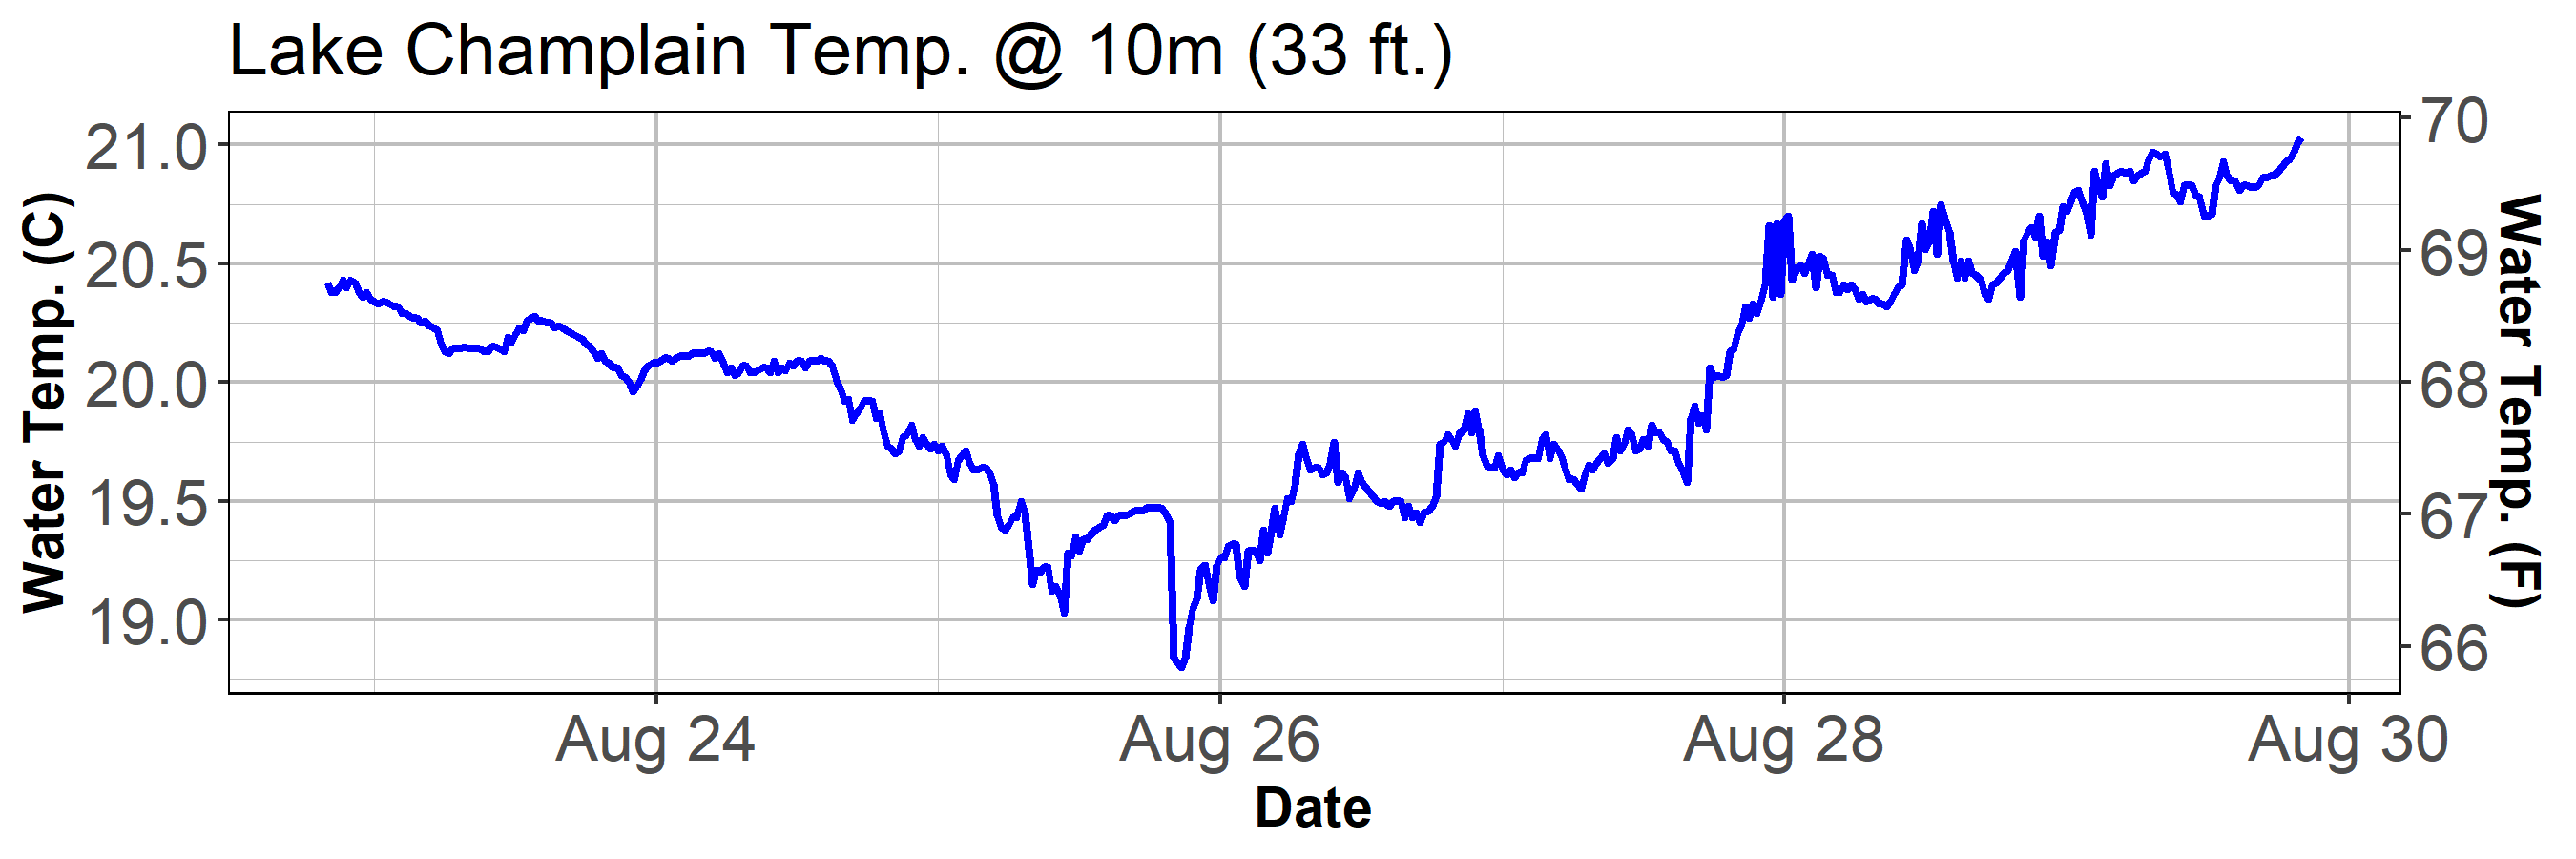 Lake Champlain Temp. @ 10m (33 ft.)
Water Temp. (C)
21.0
20.5
20.0
19.5
19.0
70
69
68
67
66
Water Temp. (F)
Aug 24 Aug 26 Aug 28 Aug 30
Date